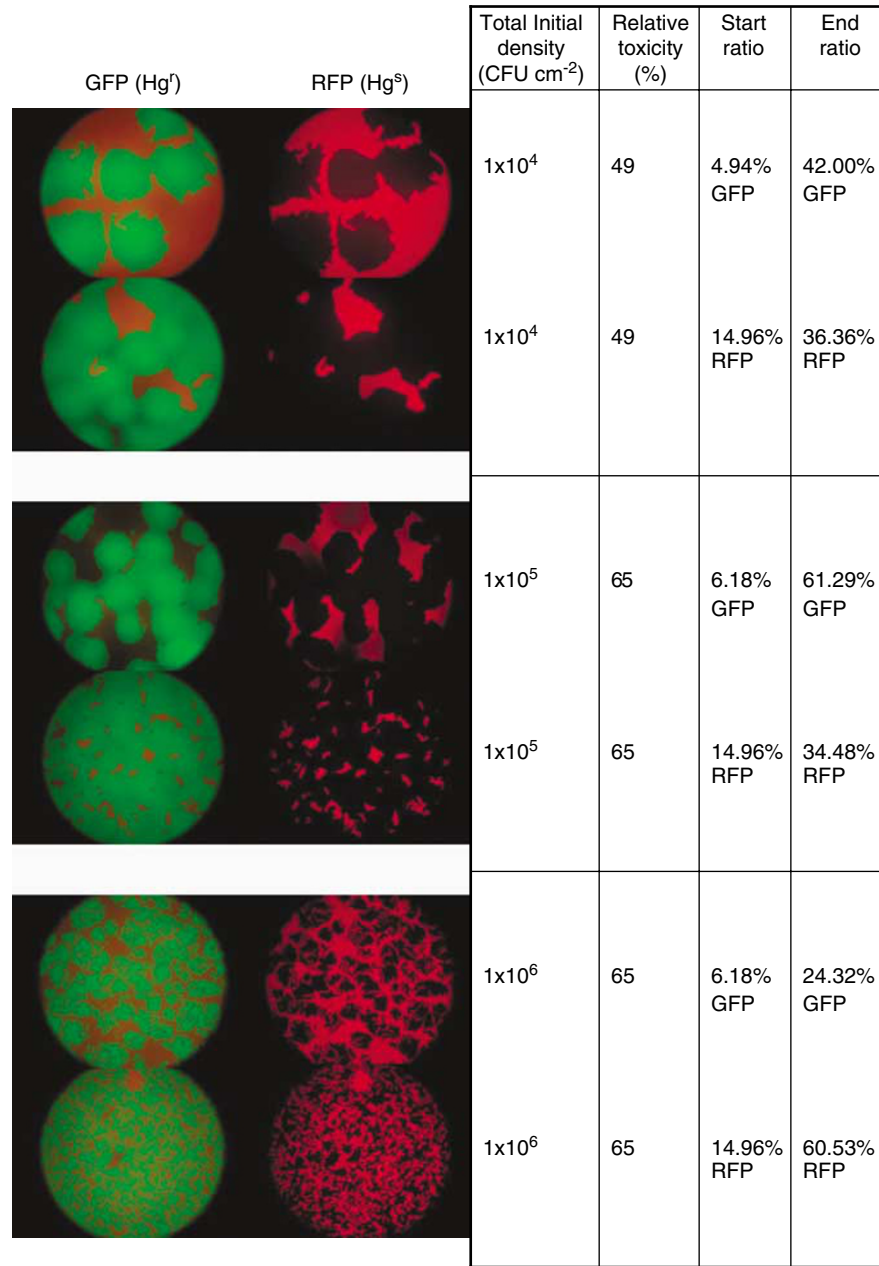 GFP (Hgʳ) RFP (Hgˢ)
Total Initial density (CFU cm⁻²) Relative toxicity (%) Start ratio End ratio
1x10⁴ 49 4.94% GFP 42.00% GFP
1x10⁴ 49 14.96% RFP 36.36% RFP
1x10⁵ 65 6.18% GFP 61.29% GFP
1x10⁵ 65 14.96% RFP 34.48% RFP
1x10⁶ 65 6.18% GFP 24.32% GFP
1x10⁶ 65 14.96% RFP 60.53% RFP